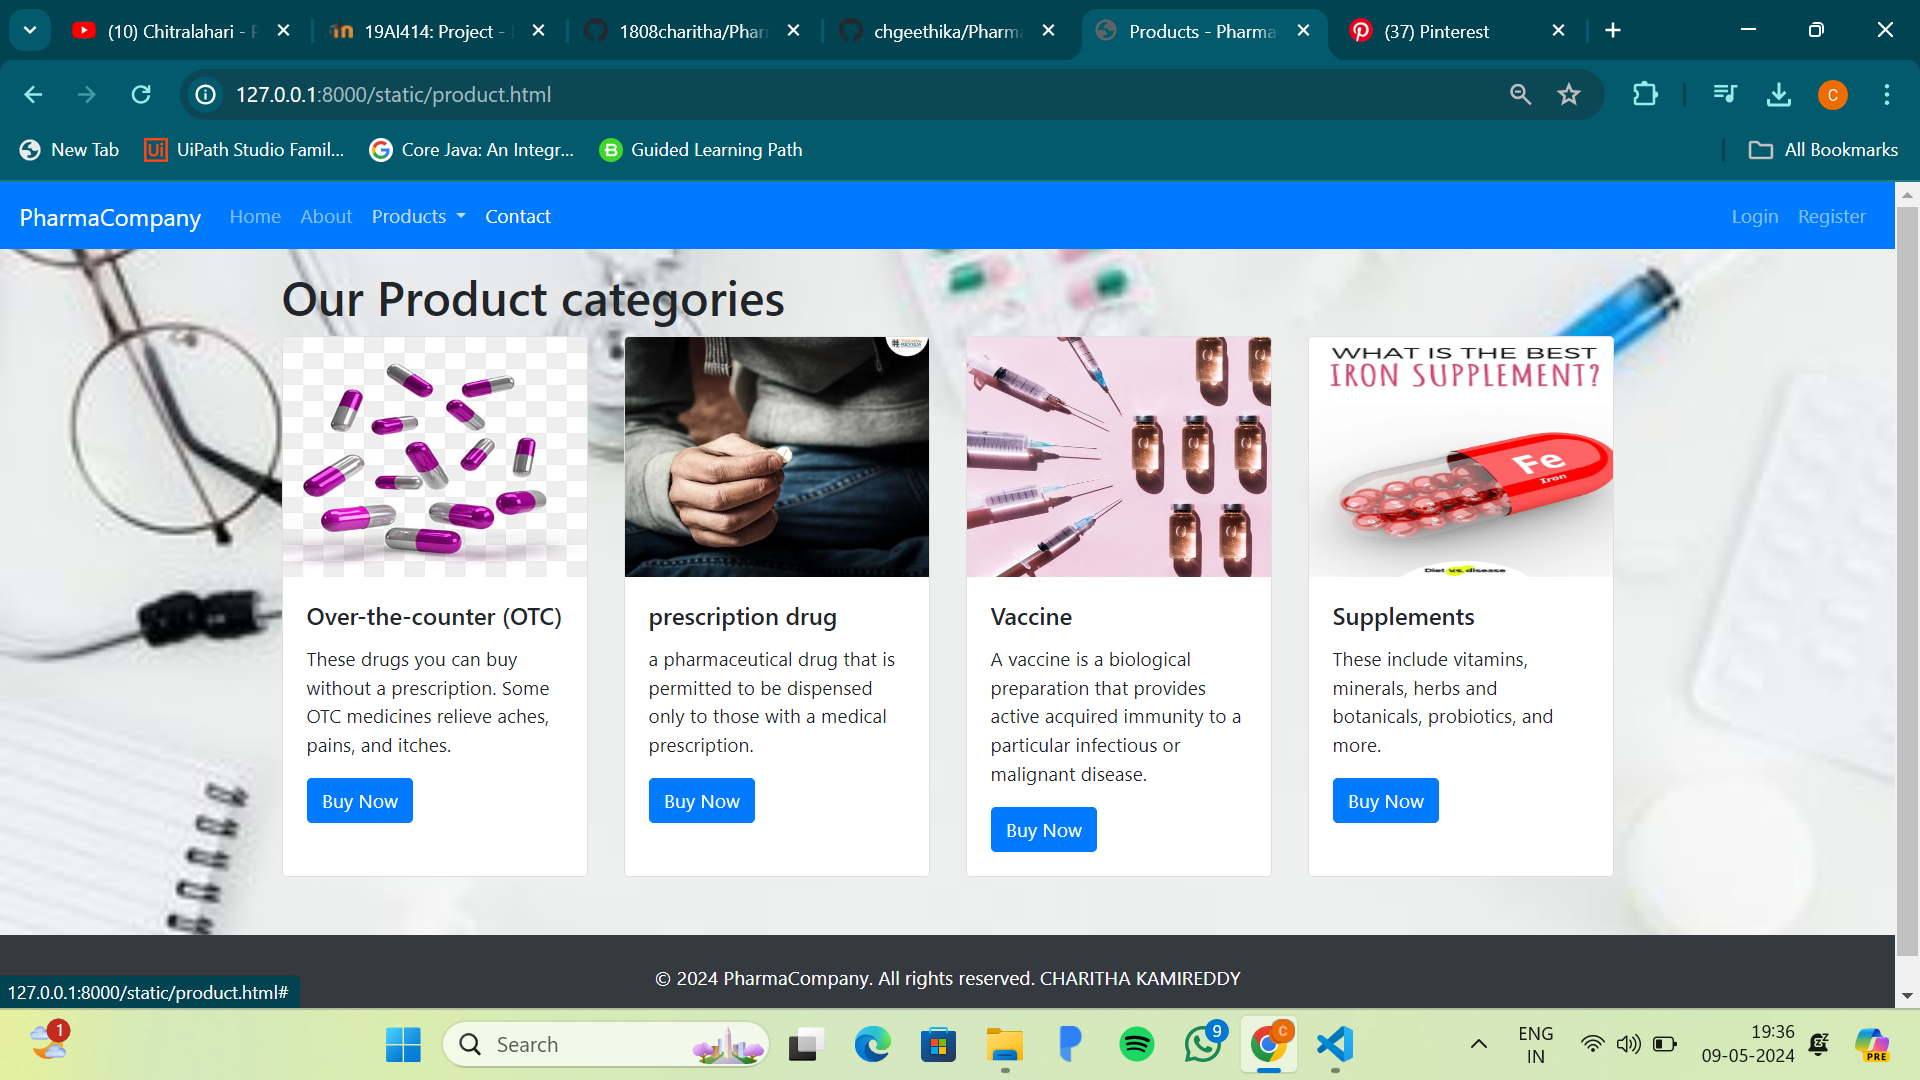 (10) Chitralahari -
19AI414: Project -
1808charitha/Phar
chgeethika/Pharma
Products - Pharma
(37) Pinterest
127.0.0.1:8000/static/product.html
C
New Tab
Ui
UiPath Studio Famil...
Core Java: An Integr...
Guided Learning Path
All Bookmarks
PharmaCompany
Home
About
Products
Contact
Login
Register
Our Product categories
WHAT IS THE BEST
IRON SUPPLEMENT?
Fe
Iron
Diet vs. disease
Over-the-counter (OTC)
These drugs you can buy
without a prescription. Some
OTC medicines relieve aches,
pains, and itches.
Buy Now
prescription drug
a pharmaceutical drug that is
permitted to be dispensed
only to those with a medical
prescription.
Buy Now
Vaccine
A vaccine is a biological
preparation that provides
active acquired immunity to a
particular infectious or
malignant disease.
Buy Now
Supplements
These include vitamins,
minerals, herbs and
botanicals, probiotics, and
more.
Buy Now
© 2024 PharmaCompany. All rights reserved. CHARITHA KAMIREDDY
127.0.0.1:8000/static/product.html#
1
Search
9
C
ENG
IN
19:36
09-05-2024
PRE